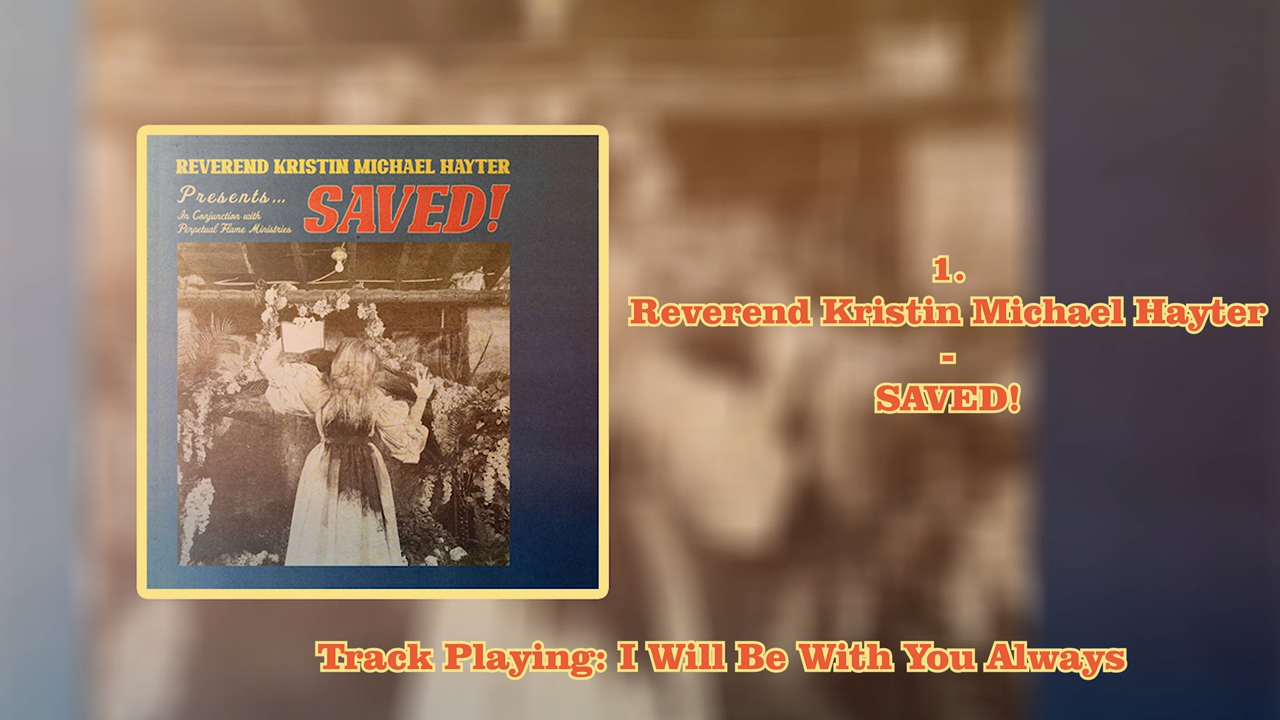 REVEREND KRISTIN MICHAEL HAYTER
Presents...
In Conjunction with
Perpetual Flame Ministries
SAVED!
1.
Reverend Kristin Michael Hayter
-
SAVED!
Track Playing: I Will Be With You Always